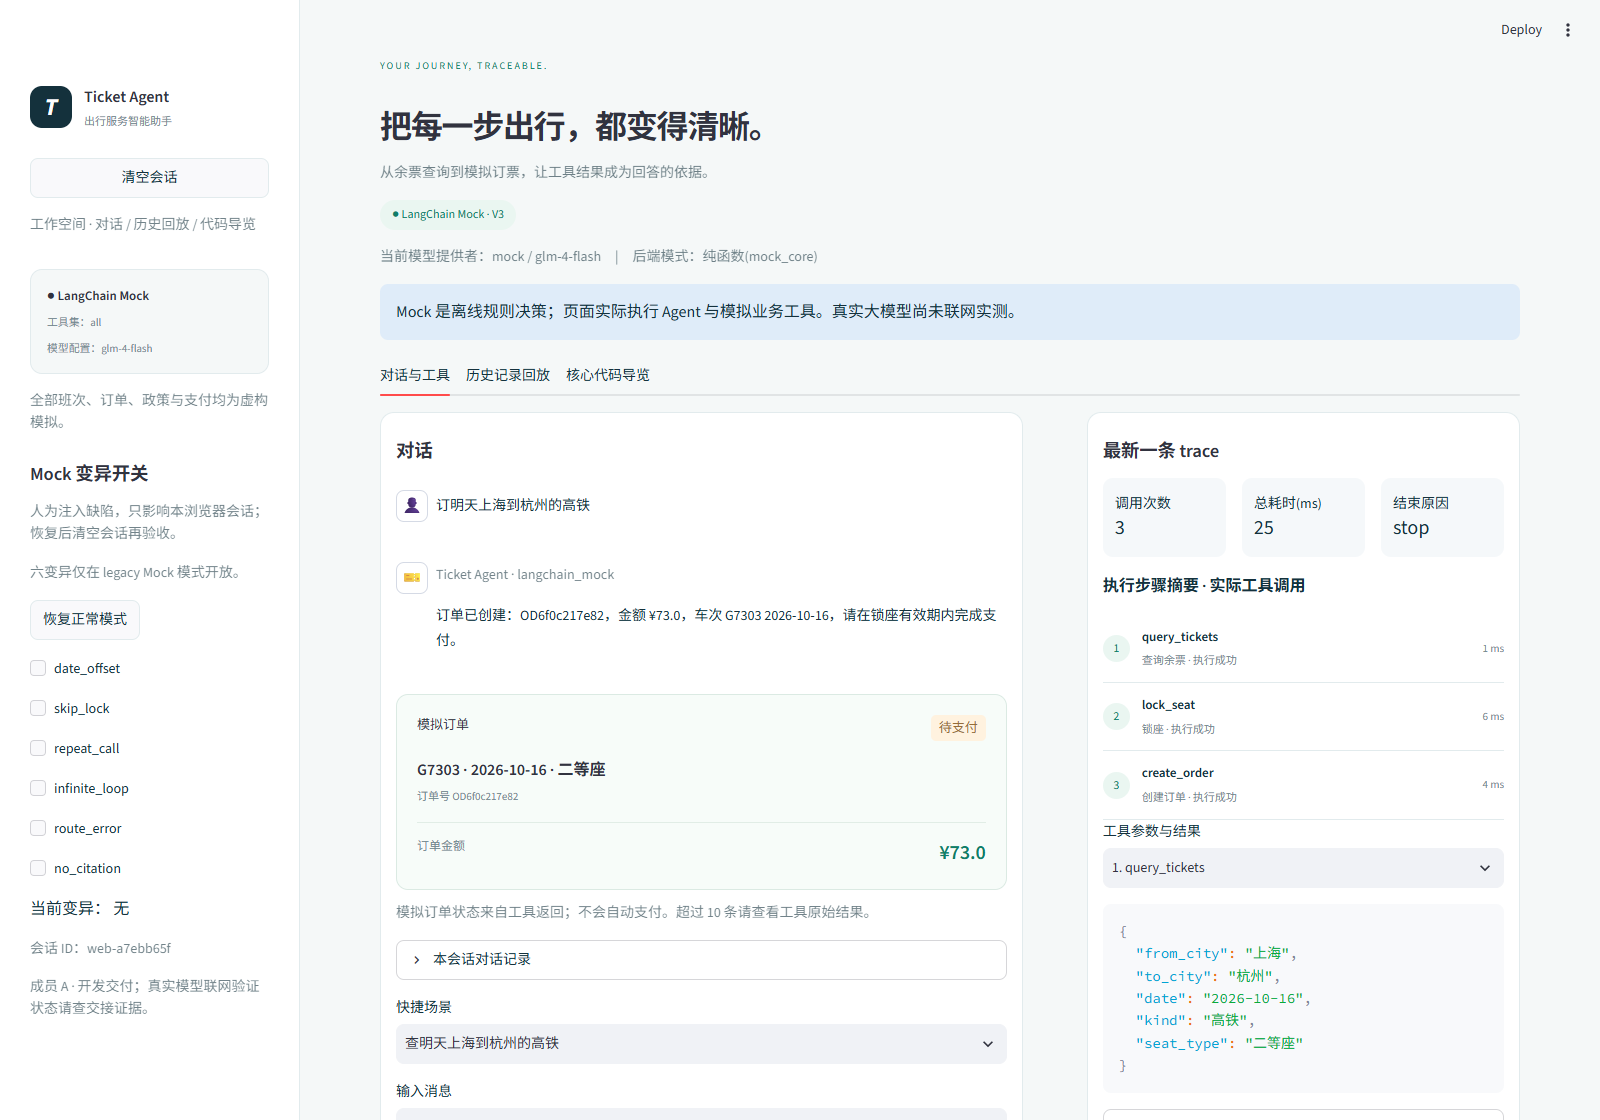 Deploy
T
Ticket Agent
出行服务智能助手
清空会话
工作空间 · 对话 / 历史回放 / 代码导览
● LangChain Mock
工具集：all
模型配置：glm-4-flash
全部班次、订单、政策与支付均为虚构
模拟。
Mock 变异开关
人为注入缺陷，只影响本浏览器会话；
恢复后清空会话再验收。
六变异仅在 legacy Mock 模式开放。
恢复正常模式
date_offset
skip_lock
repeat_call
infinite_loop
route_error
no_citation
当前变异： 无
会话 ID：web-a7ebb65f
成员 A · 开发交付；真实模型联网验证
状态请查交接证据。
YOUR JOURNEY, TRACEABLE.
把每一步出行，都变得清晰。
从余票查询到模拟订票，让工具结果成为回答的依据。
● LangChain Mock · V3
当前模型提供者：mock / glm-4-flash ｜ 后端模式：纯函数(mock_core)
Mock 是离线规则决策；页面实际执行 Agent 与模拟业务工具。真实大模型尚未联网实测。
对话与工具 历史记录回放 核心代码导览
对话
订明天上海到杭州的高铁
Ticket Agent · langchain_mock
订单已创建：OD6f0c217e82，金额 ¥73.0，车次 G7303 2026-10-16，请在锁座有效期内完成支
付。
模拟订单
待支付
G7303 · 2026-10-16 · 二等座
订单号 OD6f0c217e82
订单金额
¥73.0
模拟订单状态来自工具返回；不会自动支付。超过 10 条请查看工具原始结果。
本会话对话记录
快捷场景
查明天上海到杭州的高铁
输入消息
最新一条 trace
调用次数
3
总耗时(ms)
25
结束原因
stop
执行步骤摘要 · 实际工具调用
1
query_tickets
查询余票 · 执行成功
1 ms
2
lock_seat
锁座 · 执行成功
6 ms
3
create_order
创建订单 · 执行成功
4 ms
工具参数与结果
1. query_tickets
{
"from_city": "上海",
"to_city": "杭州",
"date": "2026-10-16",
"kind": "高铁",
"seat_type": "二等座"
}